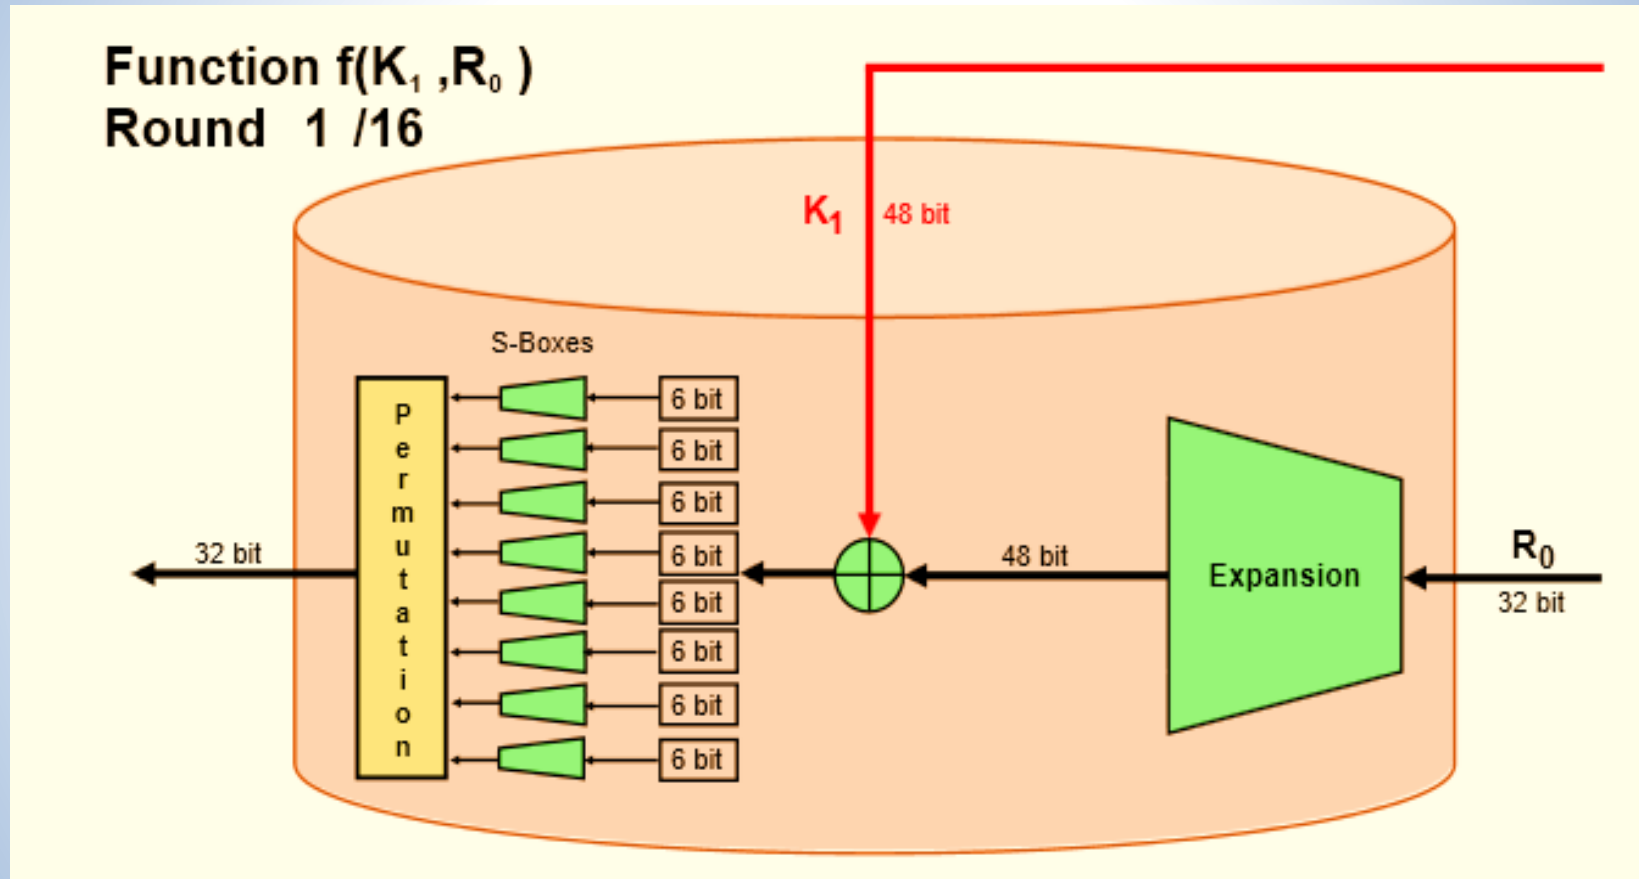 Function f(K₁ ,R₀ )
Round 1 /16
K₁ 48 bit
S-Boxes
Permutation
6 bit
6 bit
6 bit
6 bit
6 bit
6 bit
6 bit
6 bit
32 bit
48 bit
Expansion
R₀
32 bit